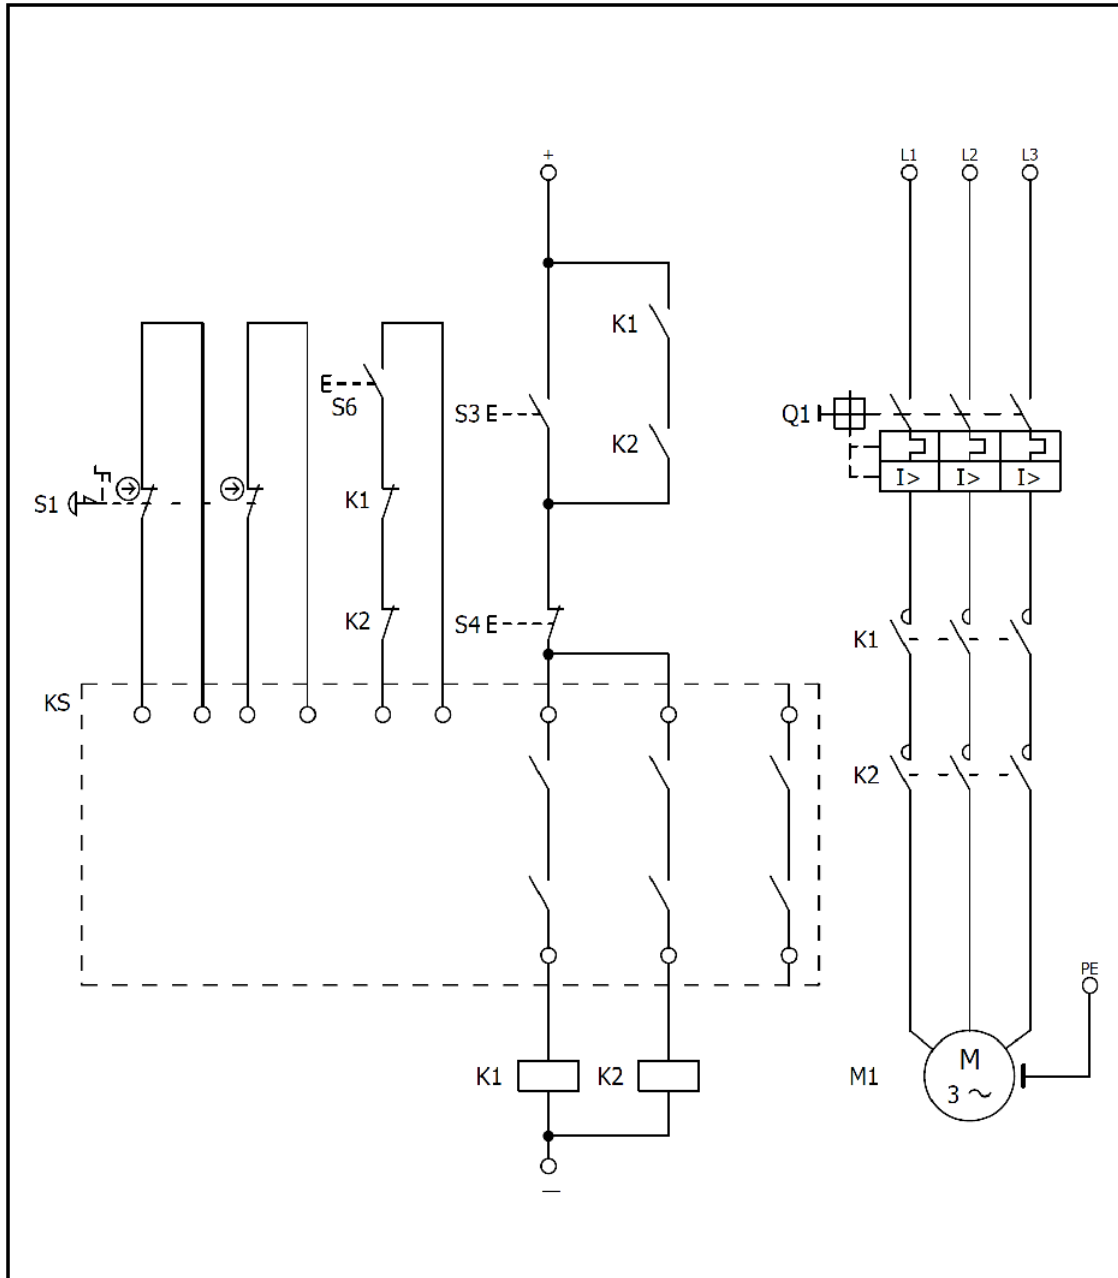 +
L1 L2 L3
K1
S6
S3
Q1
K2
I> I> I>
S1
K1
K2
S4
K1
KS
K2
PE
K1
K2
M1
M
3 ~
—